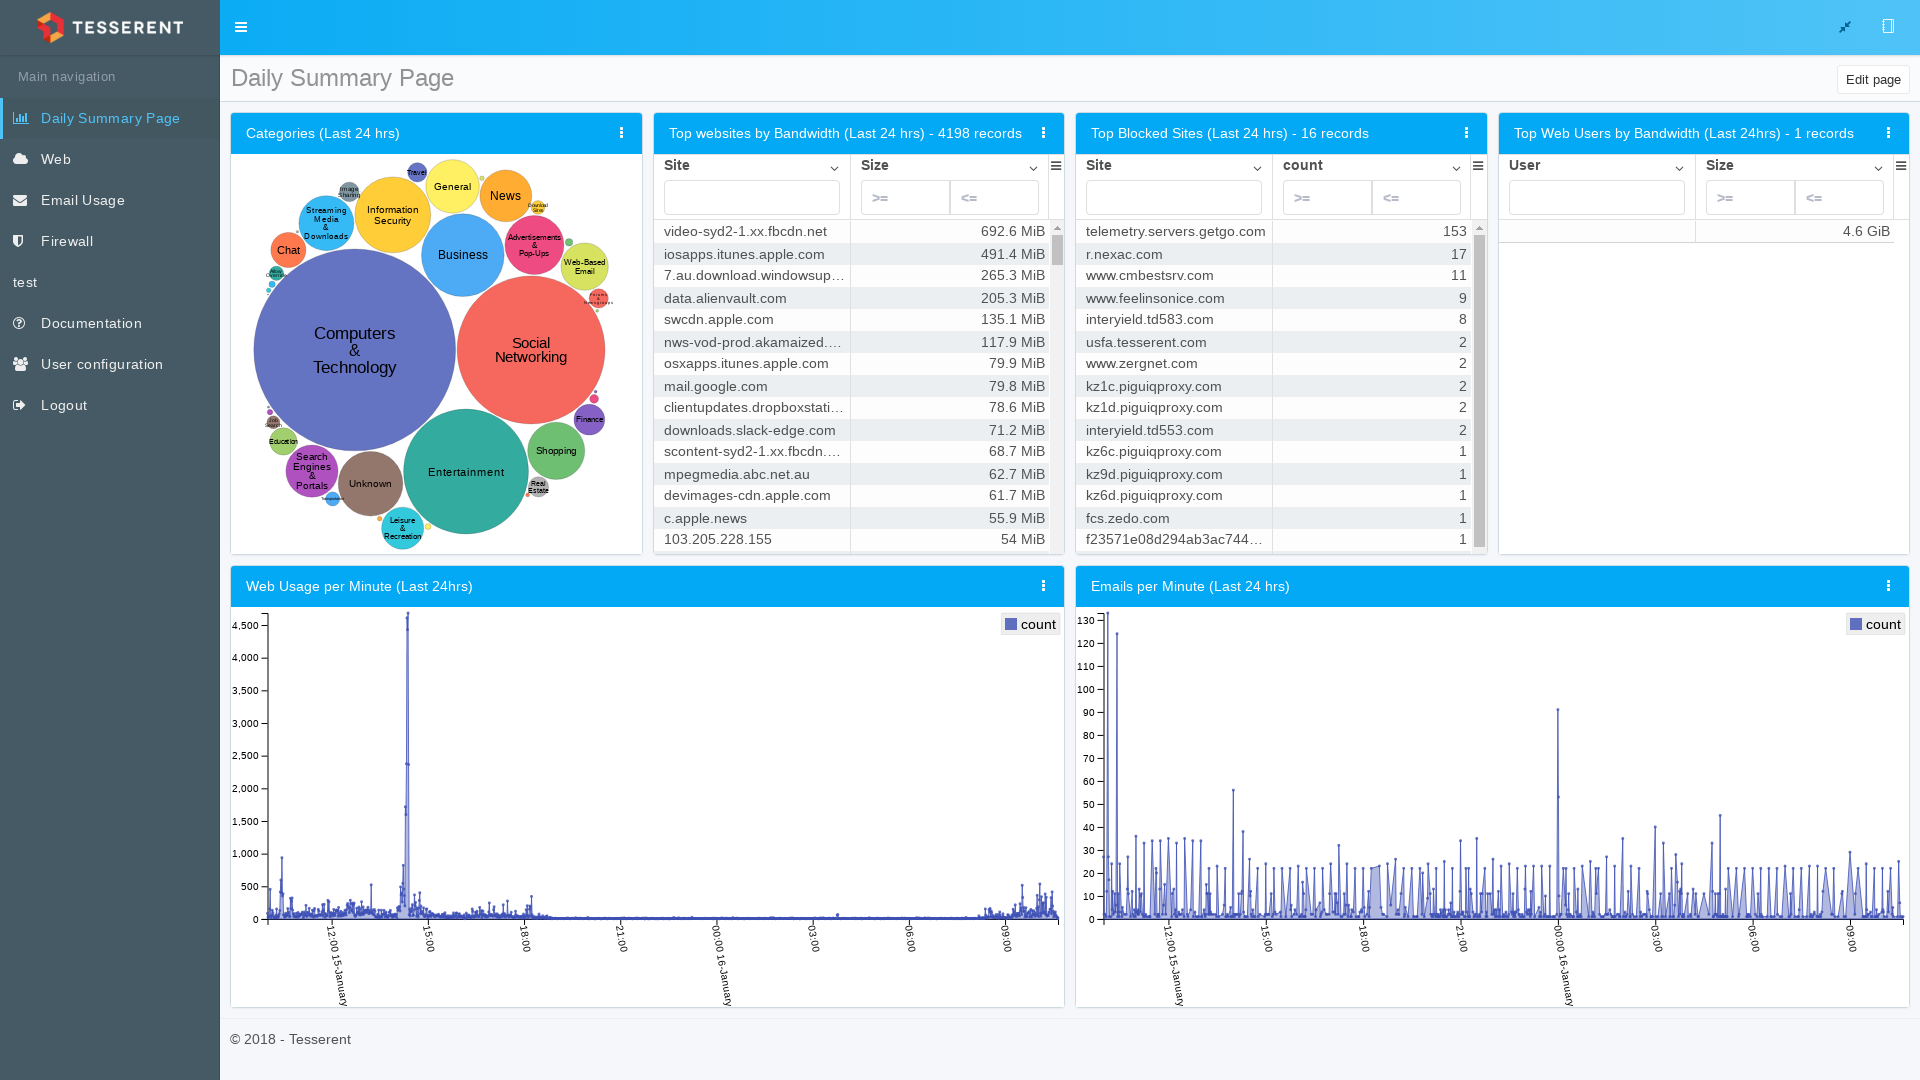 TESSERENT
Main navigation
Daily Summary Page
Web
Email Usage
Firewall
test
Documentation
User configuration
Logout
Daily Summary Page
Edit page
Categories (Last 24 hrs)
Travel
General
News
Image
Sharing
Streaming
Media
&
Downloads
Information
Security
Download
Sites
Chat
Business
Advertisements
&
Pop-Ups
Web-Based
Email
Forums
&
Newsgroups
Computers
&
Technology
Social
Networking
Job
Search
Finance
Education
Search
Engines
&
Portals
Unknown
Entertainment
Shopping
Real
Estate
Leisure
&
Recreation
Top websites by Bandwidth (Last 24 hrs) - 4198 records
Site Size
>= <=
video-syd2-1.xx.fbcdn.net 692.6 MiB
iosapps.itunes.apple.com 491.4 MiB
7.au.download.windowsup… 265.3 MiB
data.alienvault.com 205.3 MiB
swcdn.apple.com 135.1 MiB
nws-vod-prod.akamaized.… 117.9 MiB
osxapps.itunes.apple.com 79.9 MiB
mail.google.com 79.8 MiB
clientupdates.dropboxstati… 78.6 MiB
downloads.slack-edge.com 71.2 MiB
scontent-syd2-1.xx.fbcdn.… 68.7 MiB
mpegmedia.abc.net.au 62.7 MiB
devimages-cdn.apple.com 61.7 MiB
c.apple.news 55.9 MiB
103.205.228.155 54 MiB
Top Blocked Sites (Last 24 hrs) - 16 records
Site count
>= <=
telemetry.servers.getgo.com 153
r.nexac.com 17
www.cmbestsrv.com 11
www.feelinsonice.com 9
interyield.td583.com 8
usfa.tesserent.com 2
www.zergnet.com 2
kz1c.piguiqproxy.com 2
kz1d.piguiqproxy.com 2
interyield.td553.com 2
kz6c.piguiqproxy.com 1
kz9d.piguiqproxy.com 1
kz6d.piguiqproxy.com 1
fcs.zedo.com 1
f23571e08d294ab3ac744… 1
Top Web Users by Bandwidth (Last 24hrs) - 1 records
User Size
>= <=
4.6 GiB
Web Usage per Minute (Last 24hrs)
count
4,500
4,000
3,500
3,000
2,500
2,000
1,500
1,000
500
0
12:00 15-January
15:00
18:00
21:00
00:00 16-January
03:00
06:00
09:00
Emails per Minute (Last 24 hrs)
count
130
120
110
100
90
80
70
60
50
40
30
20
10
0
12:00 15-January
15:00
18:00
21:00
00:00 16-January
03:00
06:00
09:00
© 2018 - Tesserent